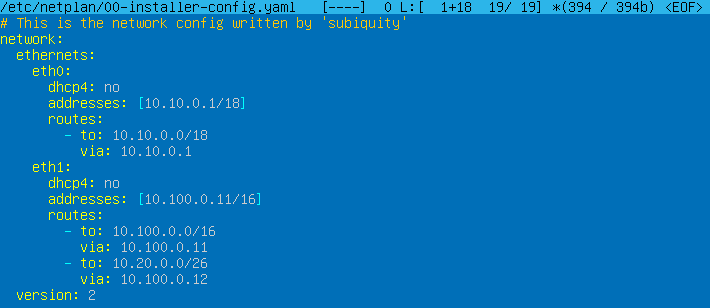 /etc/netplan/00-installer-config.yaml   [----]  0 L:[  1+18  19/ 19] *(394 / 394b) <EOF>
# This is the network config written by 'subiquity'
network:
  ethernets:
    eth0:
      dhcp4: no
      addresses: [10.10.0.1/18]
      routes:
        - to: 10.10.0.0/18
          via: 10.10.0.1
    eth1:
      dhcp4: no
      addresses: [10.100.0.11/16]
      routes:
        - to: 10.100.0.0/16
          via: 10.100.0.11
        - to: 10.20.0.0/26
          via: 10.100.0.12
  version: 2